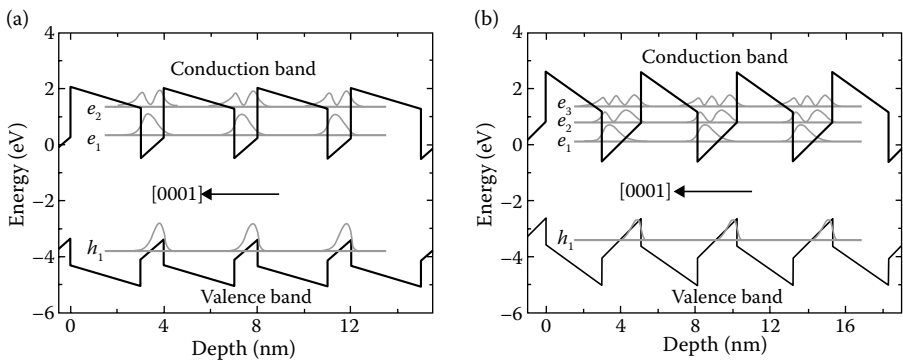 (a)
4
2
0
−2
−4
−6
Energy (eV)
Conduction band
e2
e1
[0001]
h1
Valence band
0
4
8
12
Depth (nm)
(b)
4
2
0
−2
−4
−6
Energy (eV)
Conduction band
e3
e2
e1
[0001]
h1
Valence band
0
4
8
12
16
Depth (nm)